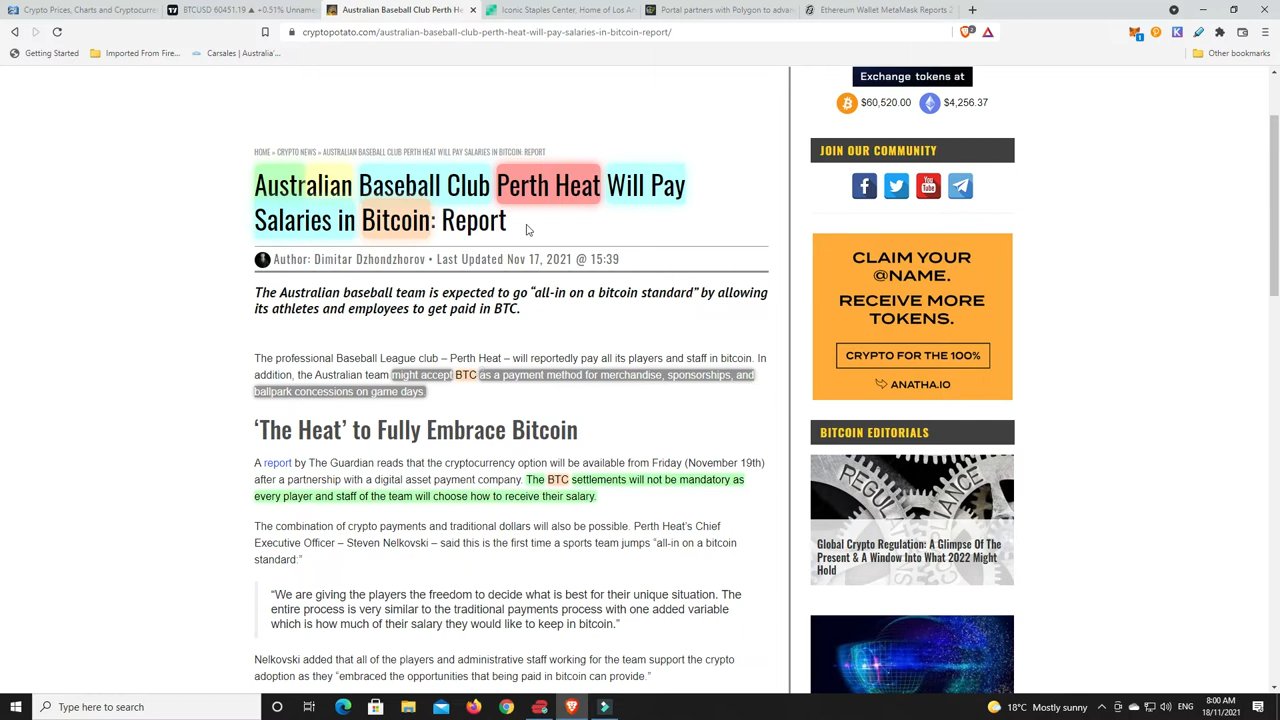 Crypto Prices, Charts and Crypto
BTCUSD 60451.19 ▲ +0.51% Unname
Australian Baseball Club Perth He
Iconic Staples Center, Home of Los An
Portal partners with Polygon to advan
Ethereum Wallet MetaMask Reports 2
cryptopotato.com/australian-baseball-club-perth-heat-will-pay-salaries-in-bitcoin-report/
Getting Started
Imported From Fire...
Carsales | Australia's...
Other bookmarks
Exchange tokens at
$60,520.00 $4,256.37
HOME » CRYPTO NEWS » AUSTRALIAN BASEBALL CLUB PERTH HEAT WILL PAY SALARIES IN BITCOIN: REPORT
Australian Baseball Club Perth Heat Will Pay
Salaries in Bitcoin: Report
Author: Dimitar Dzhondzhorov • Last Updated Nov 17, 2021 @ 15:39
The Australian baseball team is expected to go “all-in on a bitcoin standard” by allowing
its athletes and employees to get paid in BTC.
The professional Baseball League club – Perth Heat – will reportedly pay all its players and staff in bitcoin. In
addition, the Australian team might accept BTC as a payment method for merchandise, sponsorships, and
ballpark concessions on game days.
‘The Heat’ to Fully Embrace Bitcoin
A report by The Guardian reads that the cryptocurrency option will be available from Friday (November 19th)
after a partnership with a digital asset payment company. The BTC settlements will not be mandatory as
every player and staff of the team will choose how to receive their salary.
The combination of crypto payments and traditional dollars will also be possible. Perth Heat’s Chief
Executive Officer – Steven Nelkovski – said this is the first time a sports team jumps “all-in on a bitcoin
standard:”
“We are giving the players the freedom to decide what is best for their unique situation. The
entire process is very similar to the traditional payments process with one added variable
which is how much of their salary they would like to keep in bitcoin.”
Nelkovski added that all of the players and administrative staff working for the team support the crypto
adoption as they “embraced the opportunities that being paid in bitcoin can provide.”
JOIN OUR COMMUNITY
You
Tube
CLAIM YOUR
@NAME.
RECEIVE MORE
TOKENS.
CRYPTO FOR THE 100%
ANATHA.IO
BITCOIN EDITORIALS
REGUL
LIANCE
Global Crypto Regulation: A Glimpse Of The
Present & A Window Into What 2022 Might
Hold
Type here to search
18°C Mostly sunny
ENG
8:00 AM
18/11/2021